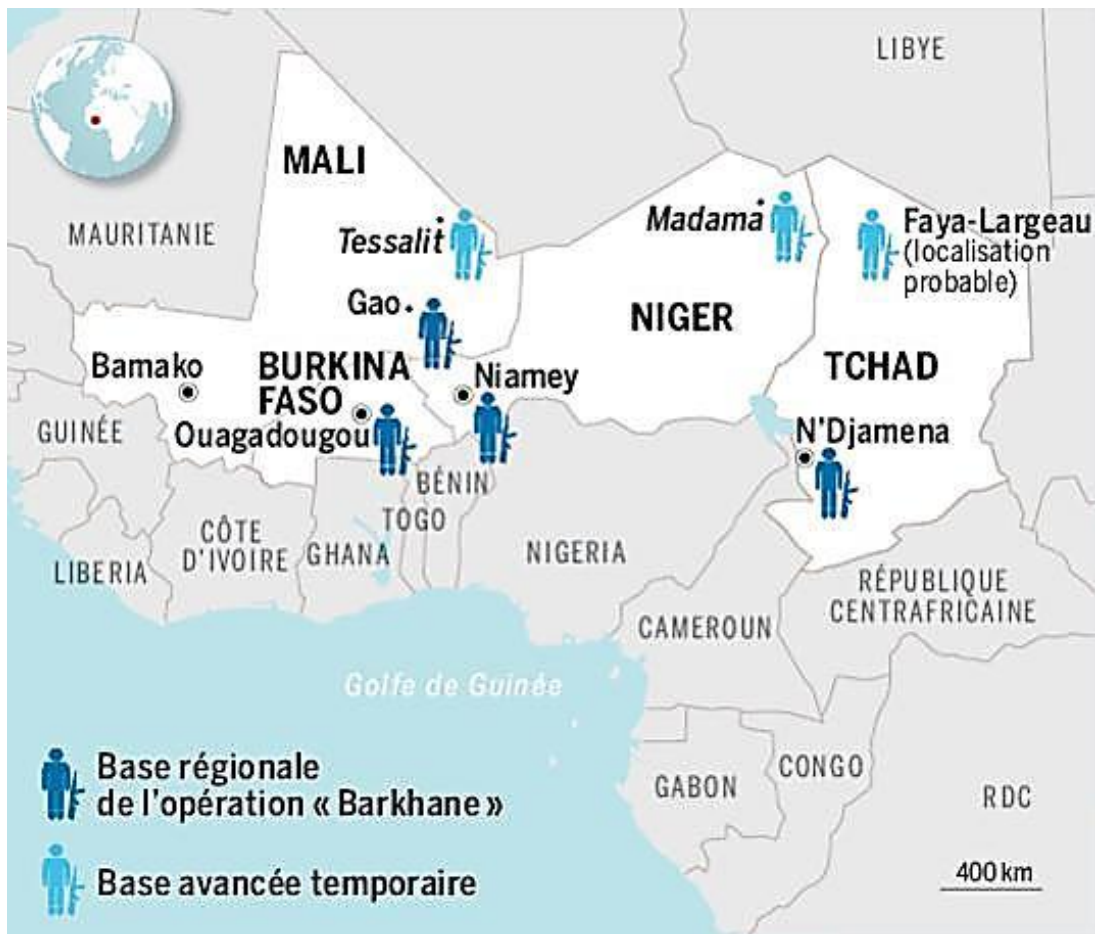 LIBYE
MALI
MAURITANIE
Tessalit
Madama
Faya-Largeau
(localisation
probable)
Gao
NIGER
Bamako
BURKINA
FASO
Niamey
TCHAD
GUINÉE
Ouagadougou
N'Djamena
BÉNIN
CÔTE
D'IVOIRE
TOGO
GHANA
NIGERIA
LIBERIA
RÉPUBLIQUE
CENTRAFRICAINE
CAMEROUN
Golfe de Guinée
Base régionale
de l'opération « Barkhane »
GABON
CONGO
RDC
Base avancée temporaire
400 km